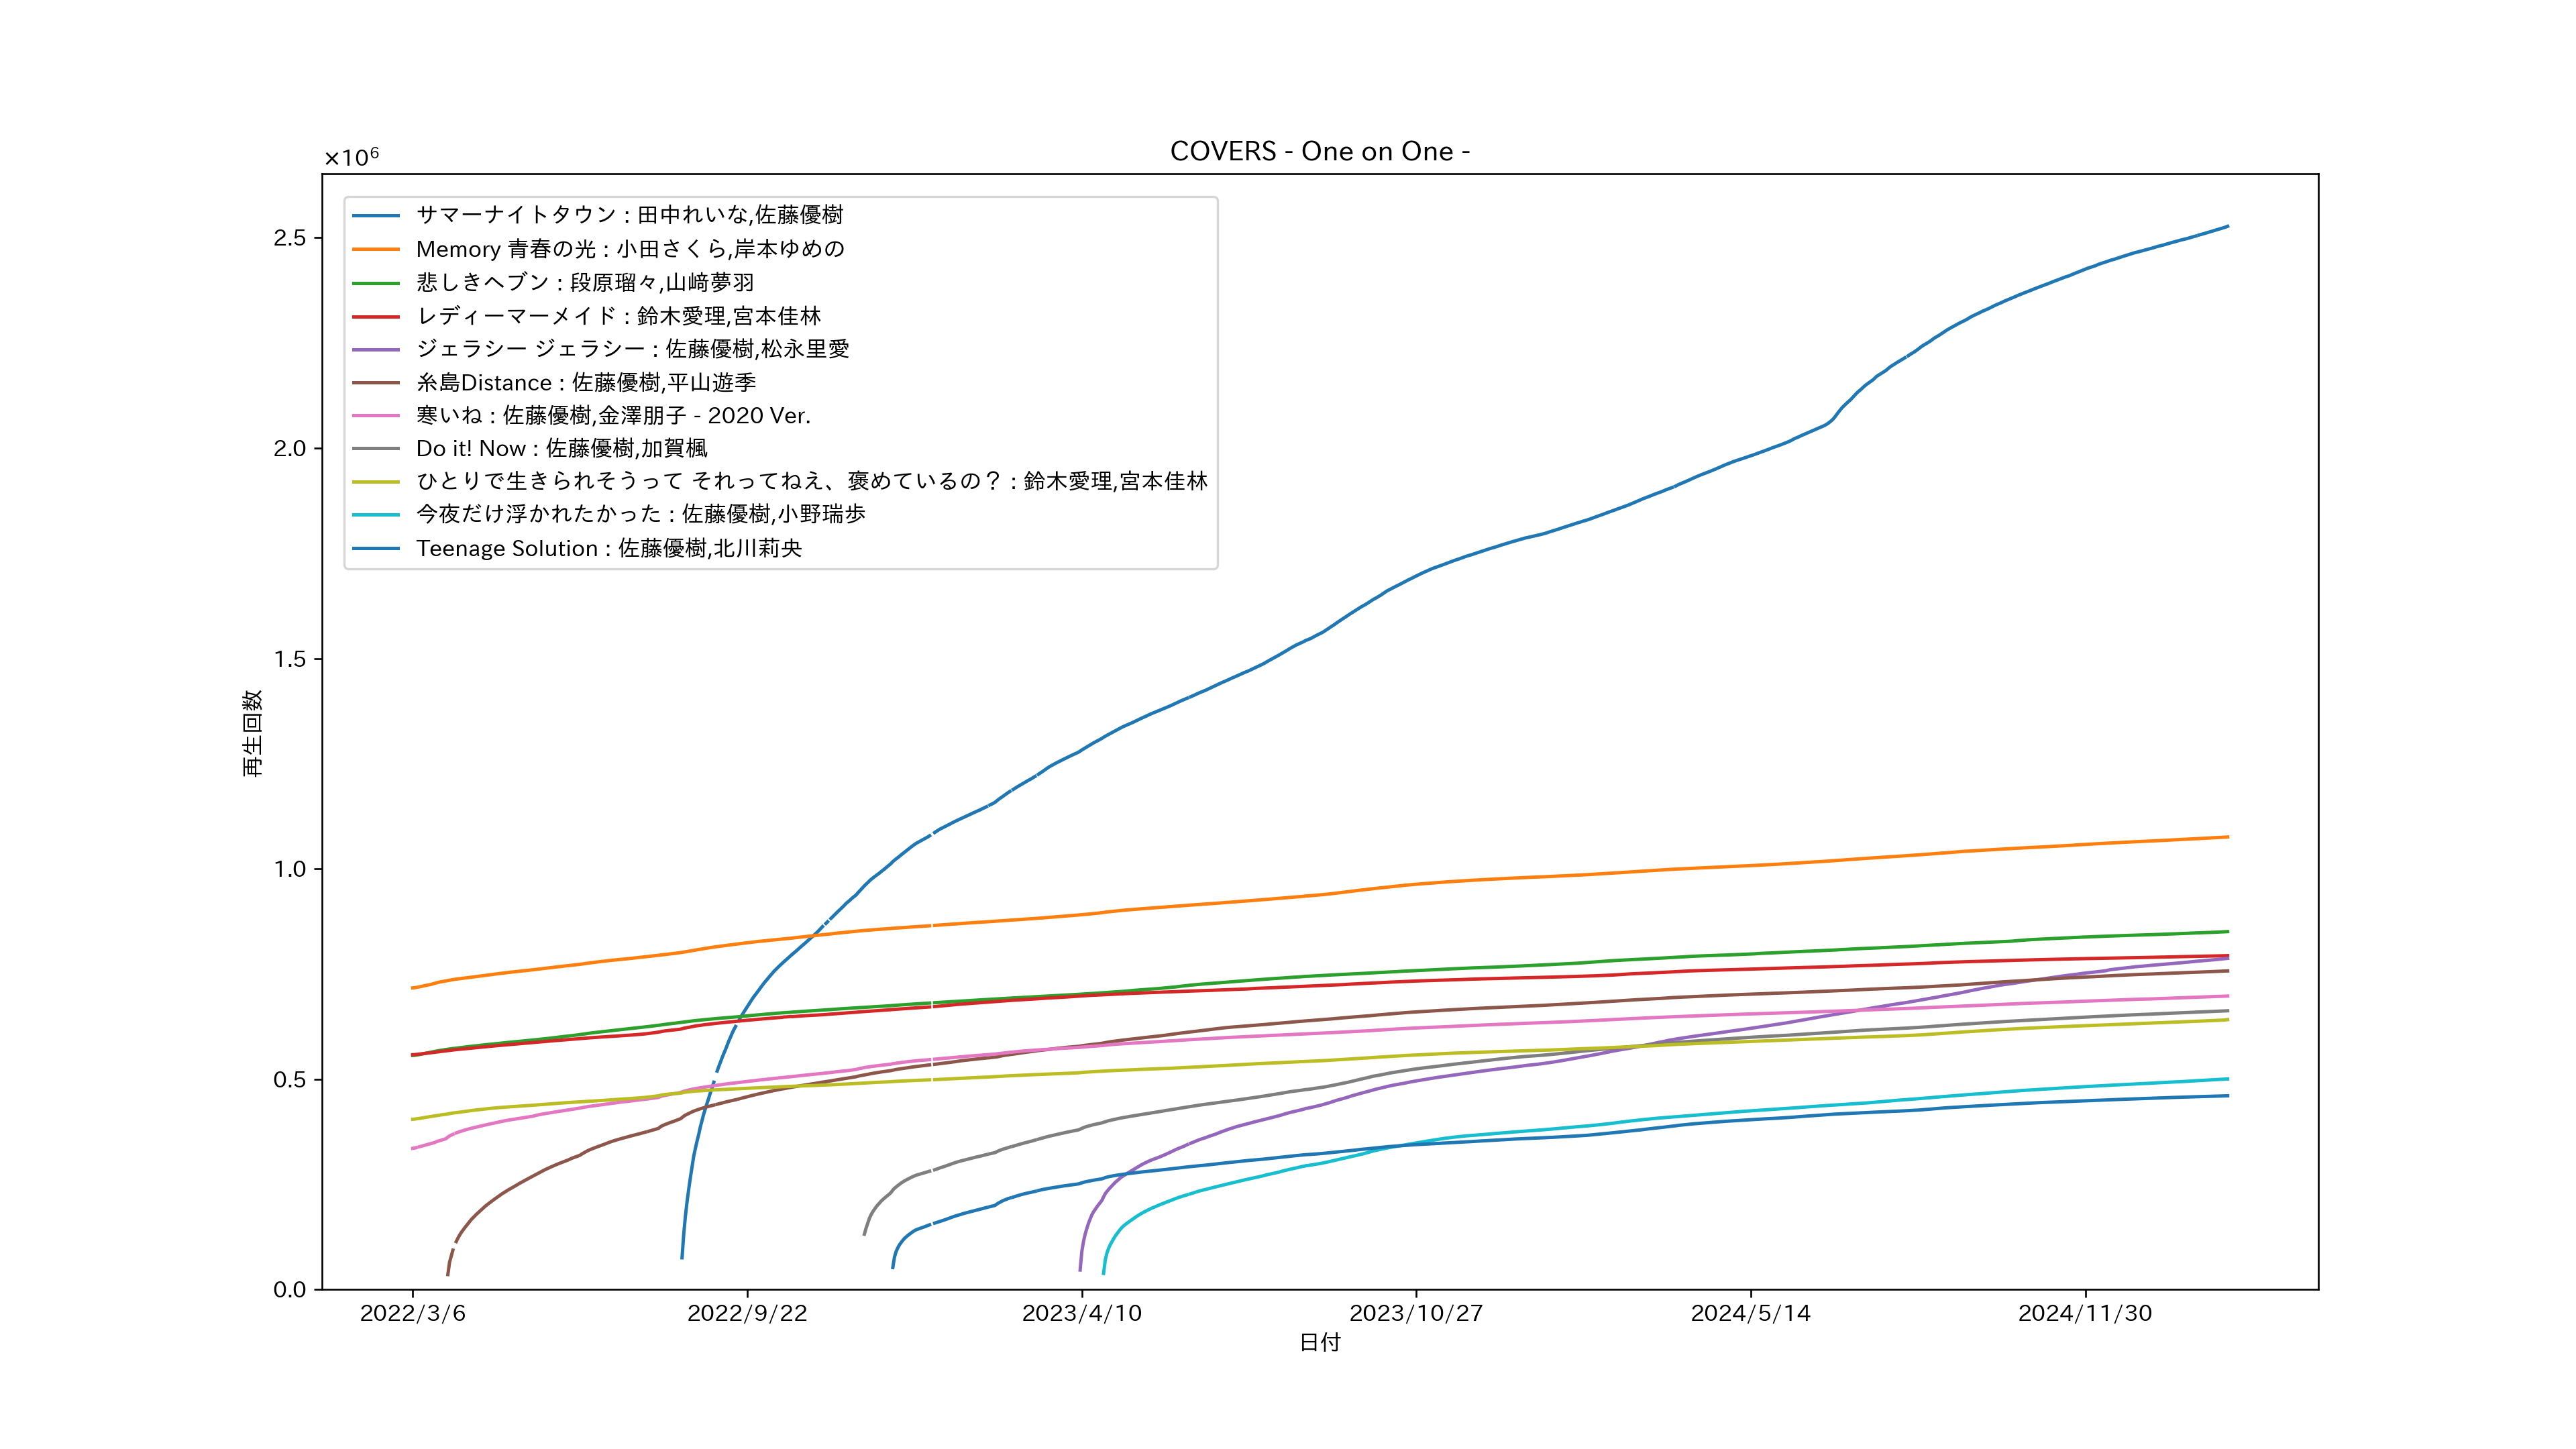 COVERS - One on One -
×10⁶
サマーナイトタウン : 田中れいな,佐藤優樹
Memory 青春の光 : 小田さくら,岸本ゆめの
悲しきヘブン : 段原瑠々,山﨑夢羽
レディーマーメイド : 鈴木愛理,宮本佳林
ジェラシー ジェラシー : 佐藤優樹,松永里愛
糸島Distance : 佐藤優樹,平山遊季
寒いね : 佐藤優樹,金澤朋子 - 2020 Ver.
Do it! Now : 佐藤優樹,加賀楓
ひとりで生きられそうって それってねえ、褒めているの？ : 鈴木愛理,宮本佳林
今夜だけ浮かれたかった : 佐藤優樹,小野瑞歩
Teenage Solution : 佐藤優樹,北川莉央
2.5
2.0
1.5
1.0
0.5
0.0
再生回数
2022/3/6
2022/9/22
2023/4/10
2023/10/27
2024/5/14
2024/11/30
日付